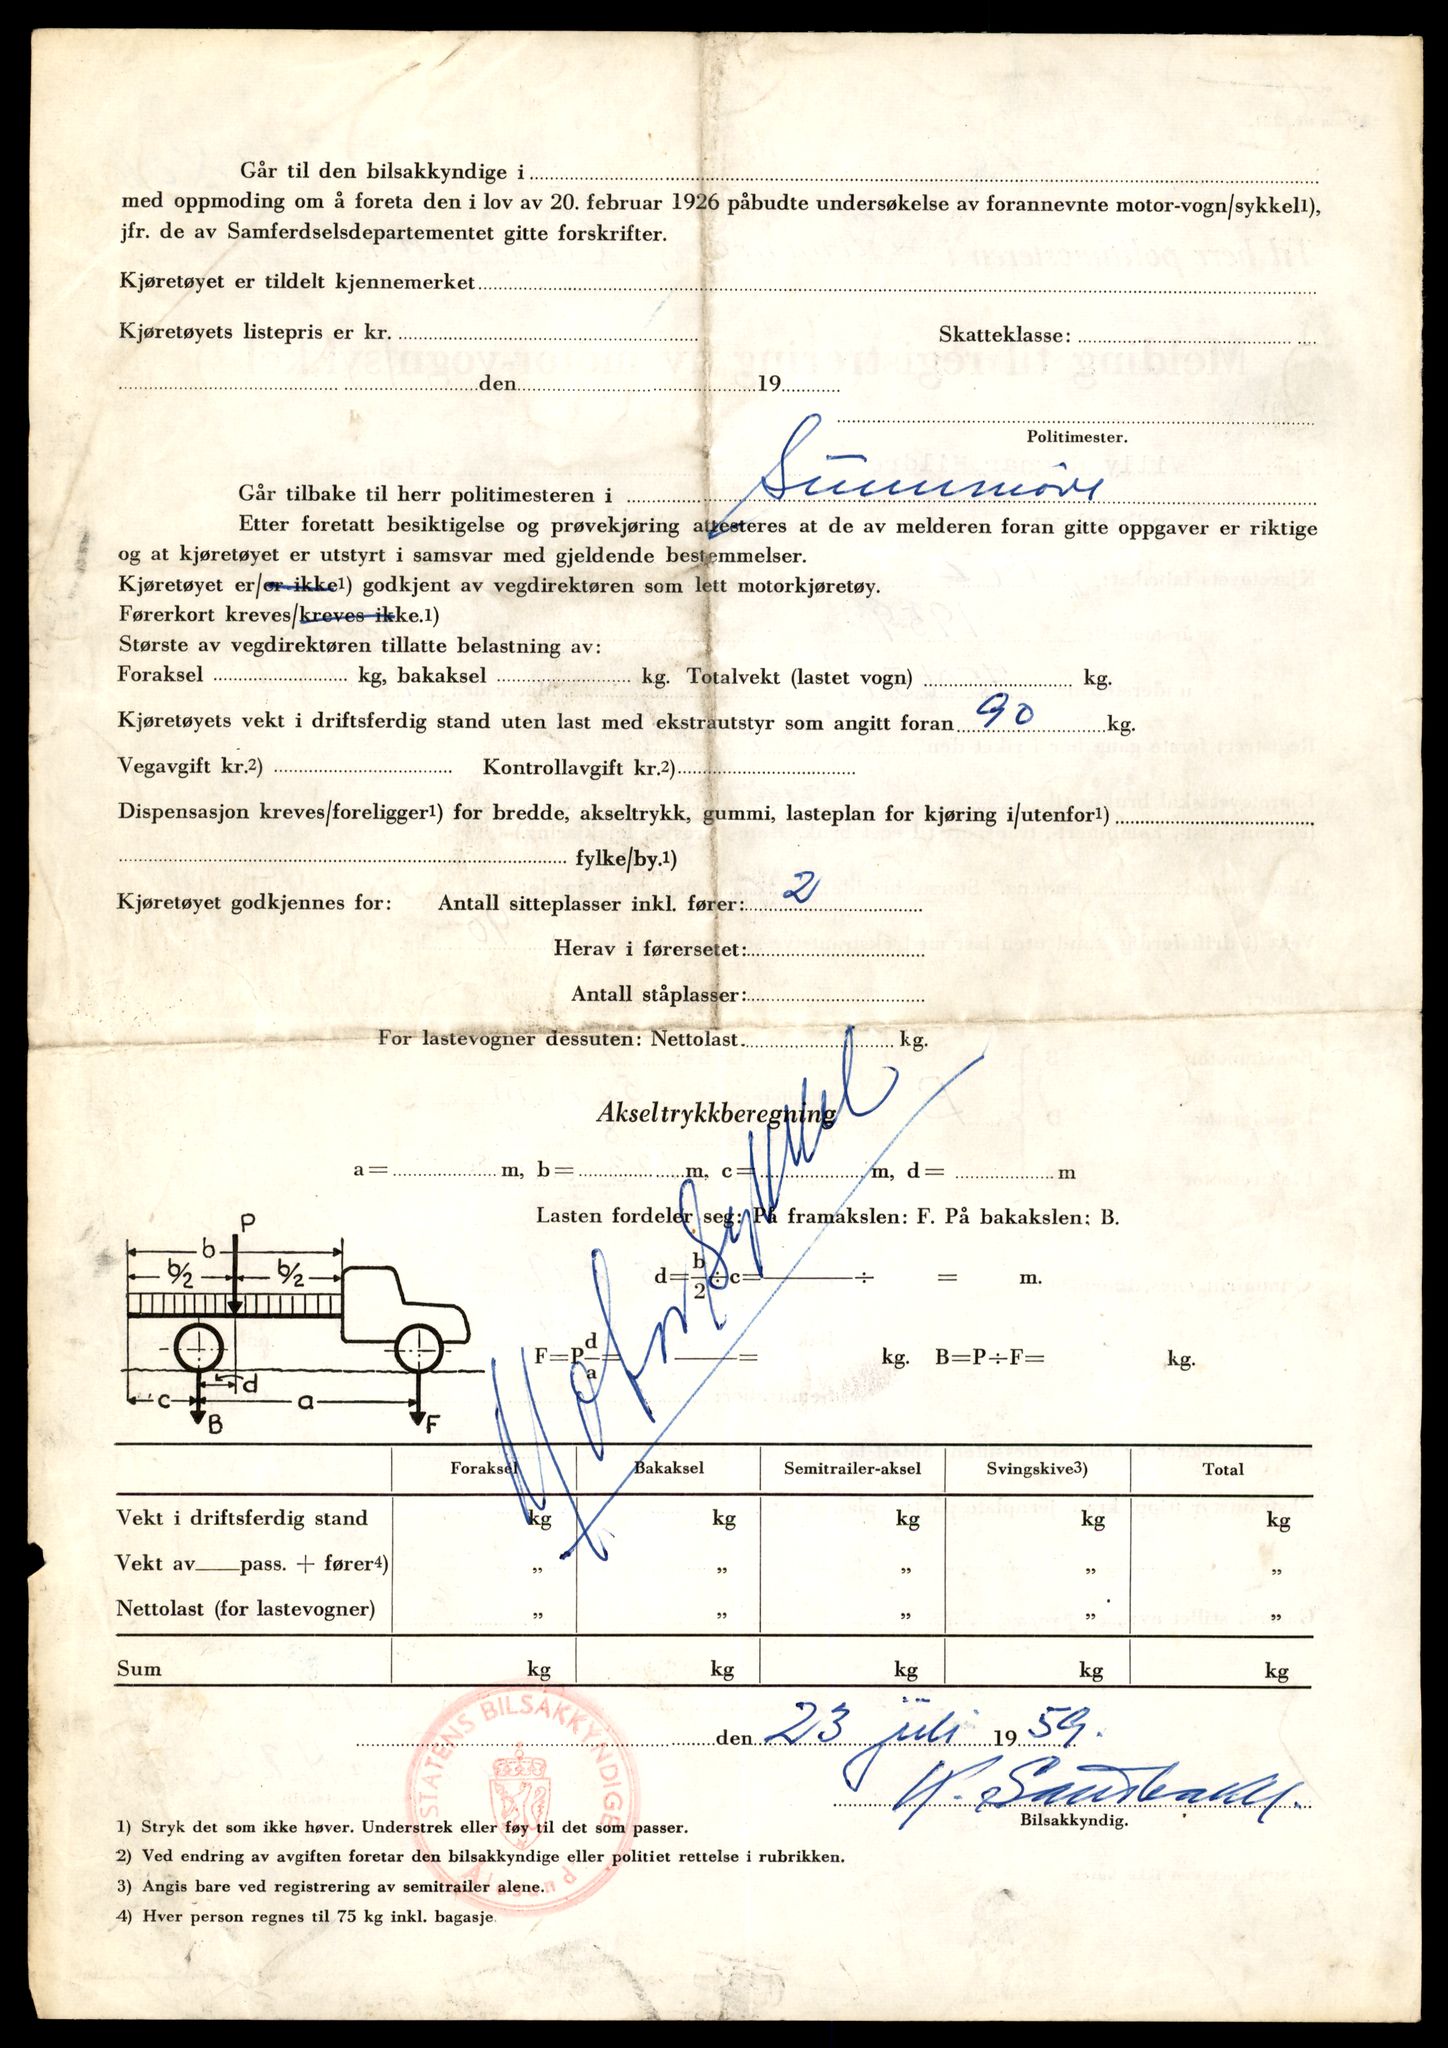 Går til den bilsakkyndige i
med oppmoding om å foreta den i lov av 20. februar 1926 påbudte undersøkelse av forannevnte motor-vogn/sykkel1),
jfr. de av Samferdselsdepartementet gitte forskrifter.
Kjøretøyet er tildelt kjennemerket
Kjøretøyets listepris er kr. Skatteklasse:
den 19
Politimester.
Går tilbake til herr politimesteren i Sunnmøre
Etter foretatt besiktigelse og prøvekjøring attesteres at de av melderen foran gitte oppgaver er riktige
og at kjøretøyet er utstyrt i samsvar med gjeldende bestemmelser.
Kjøretøyet er/er ikke1) godkjent av vegdirektøren som lett motorkjøretøy.
Førerkort kreves/kreves ikke.1)
Største av vegdirektøren tillatte belastning av:
Foraksel kg, bakaksel kg. Totalvekt (lastet vogn) kg.
Kjøretøyets vekt i driftsferdig stand uten last med ekstrautstyr som angitt foran 90 kg.
Vegavgift kr.2) Kontrollavgift kr.2)
Dispensasjon kreves/foreligger1) for bredde, akseltrykk, gummi, lasteplan for kjøring i/utenfor1)
fylke/by.1)
Kjøretøyet godkjennes for: Antall sitteplasser inkl. fører: 2
Herav i førersetet:
Antall ståplasser:
For lastevogner dessuten: Nettolast kg.
Akseltrykkberegning
a= m, b= m, c= m, d= m
Lasten fordeler seg: På framakslen: F. På bakakslen: B.
d=b/2÷c= ÷ = m.
F=P d/a= = kg. B=P÷F= kg.
P
b
b/2 b/2
d
c a
B F
Motorsykkel
Foraksel Bakaksel Semitrailer-aksel Svingskive3) Total
Vekt i driftsferdig stand kg kg kg kg kg
Vekt av pass. + fører4) „ „ „ „ „
Nettolast (for lastevogner) „ „ „ „ „
Sum kg kg kg kg kg
STATENS BILSAKKYNDIGE
Ålesund
den 23 juli 1959.
K. Sandbakk.
Bilsakkyndig.
1) Stryk det som ikke høver. Understrek eller føy til det som passer.
2) Ved endring av avgiften foretar den bilsakkyndige eller politiet rettelse i rubrikken.
3) Angis bare ved registrering av semitrailer alene.
4) Hver person regnes til 75 kg inkl. bagasje